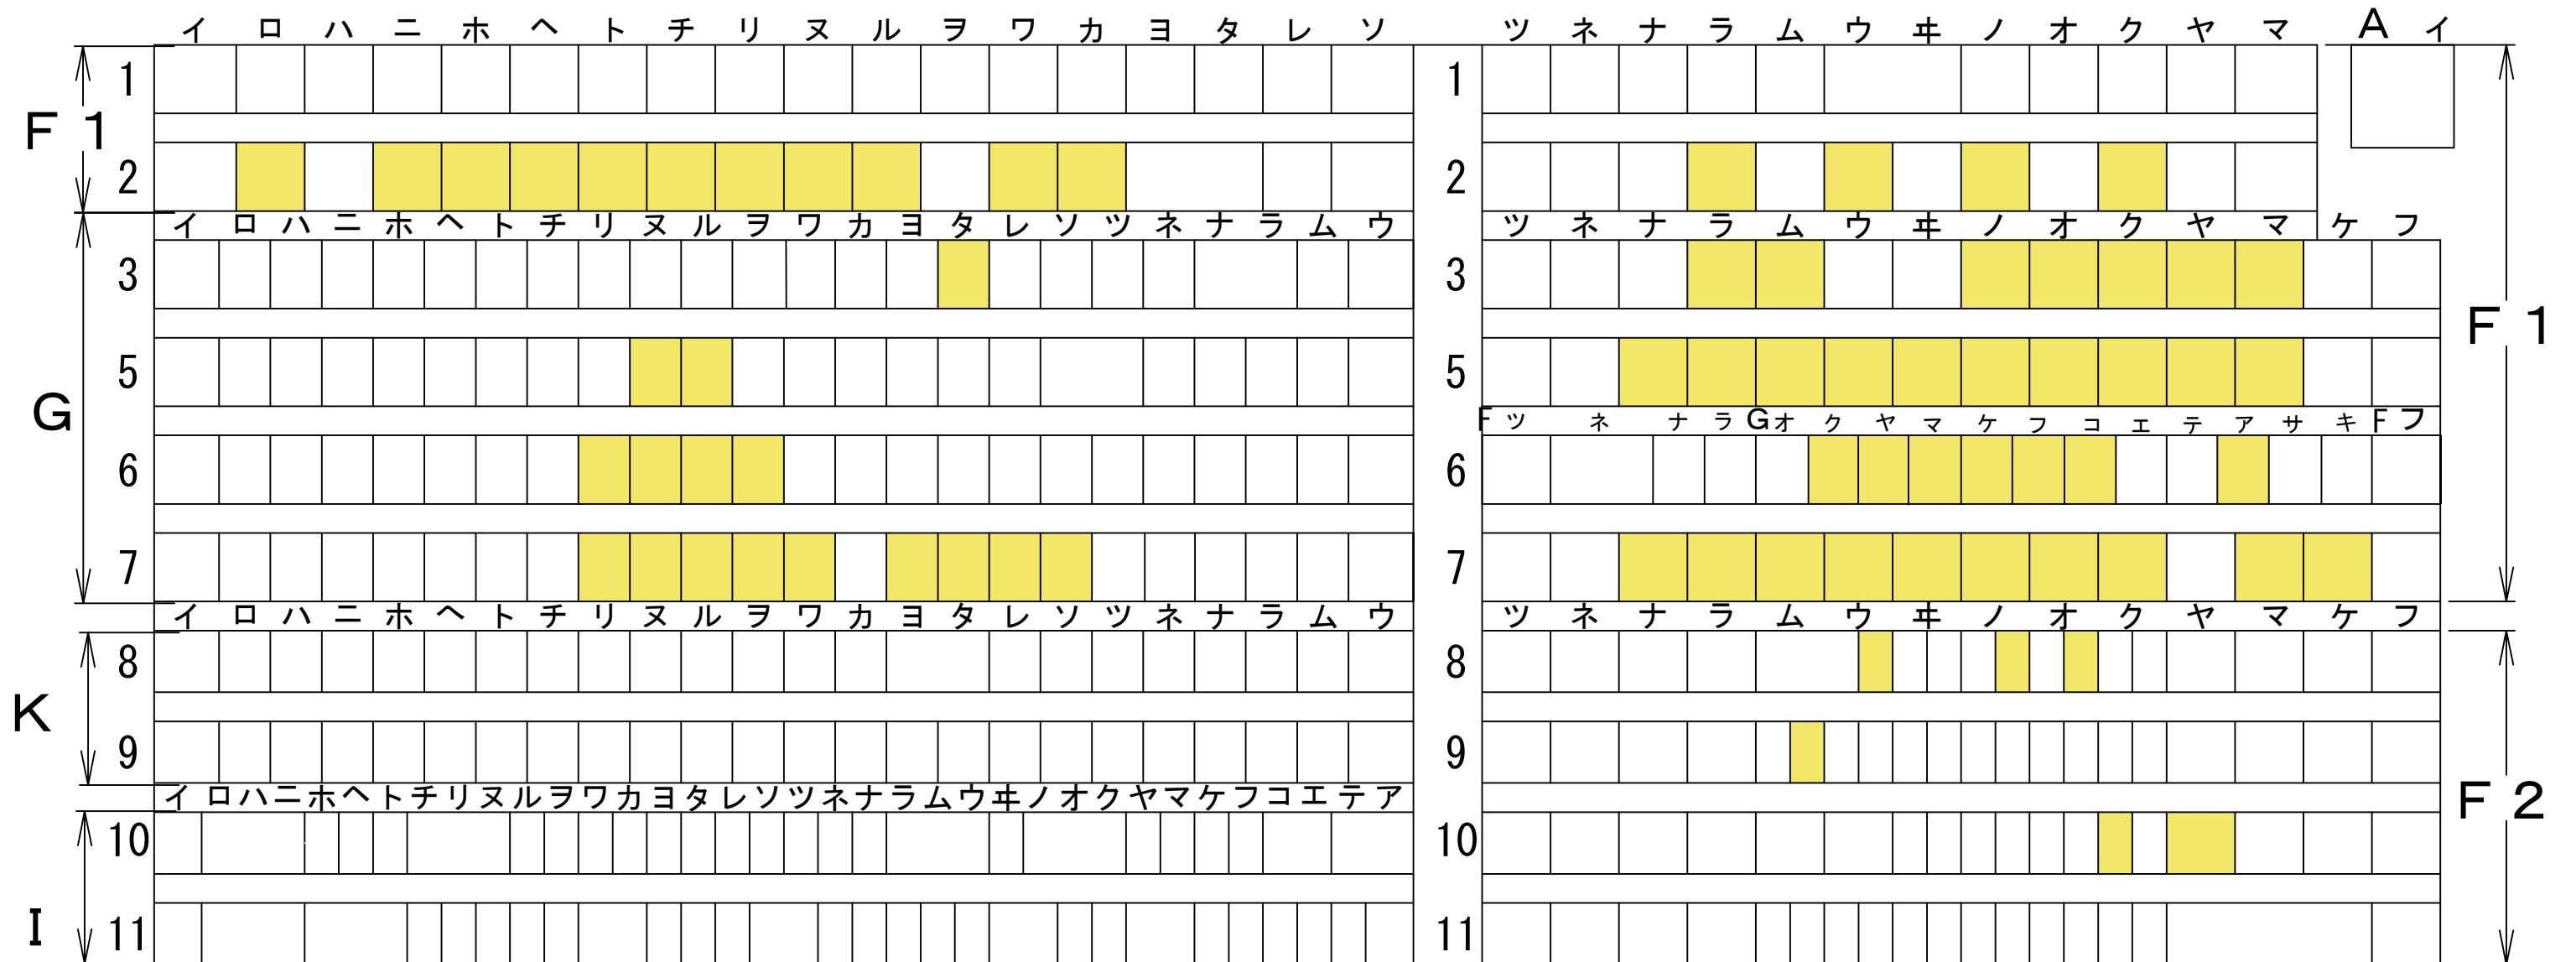 イ ロ ハ ニ ホ ヘ ト チ リ ヌ ル ヲ ワ カ ヨ タ レ ソ ツ ネ ナ ラ ム ウ ヰ ノ オ ク ヤ マ A イ
F 1
1 1
2 2
イ ロ ハ ニ ホ ヘ ト チ リ ヌ ル ヲ ワ カ ヨ タ レ ソ ツ ネ ナ ラ ム ウ ツ ネ ナ ラ ム ウ ヰ ノ オ ク ヤ マ ケ フ
3 3
F 1
G
5 5
F ツ ネ ナ ラ G オ ク ヤ マ ケ フ コ エ テ ア サ キ F フ
6 6
7 7
イ ロ ハ ニ ホ ヘ ト チ リ ヌ ル ヲ ワ カ ヨ タ レ ソ ツ ネ ナ ラ ム ウ ツ ネ ナ ラ ム ウ ヰ ノ オ ク ヤ マ ケ フ
8 8
K
9 9
イ ロ ハ ニ ホ ヘ ト チ リ ヌ ル ヲ ワ カ ヨ タ レ ソ ツ ネ ナ ラ ム ウ ヰ ノ オ ク ヤ マ ケ フ コ エ テ ア
F 2
10 10
I
11 11